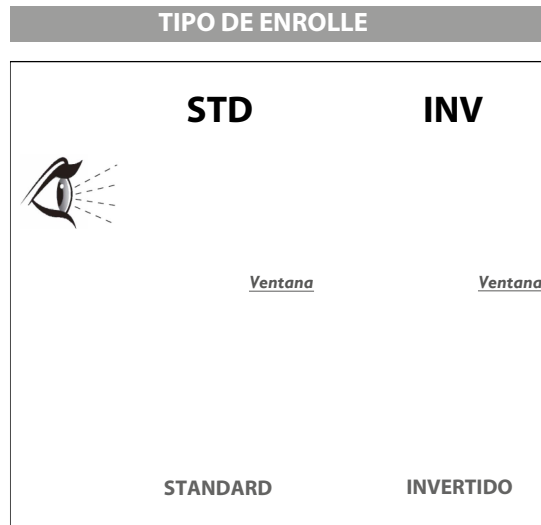 TIPO DE ENROLLE
STD INV
Ventana Ventana
STANDARD INVERTIDO